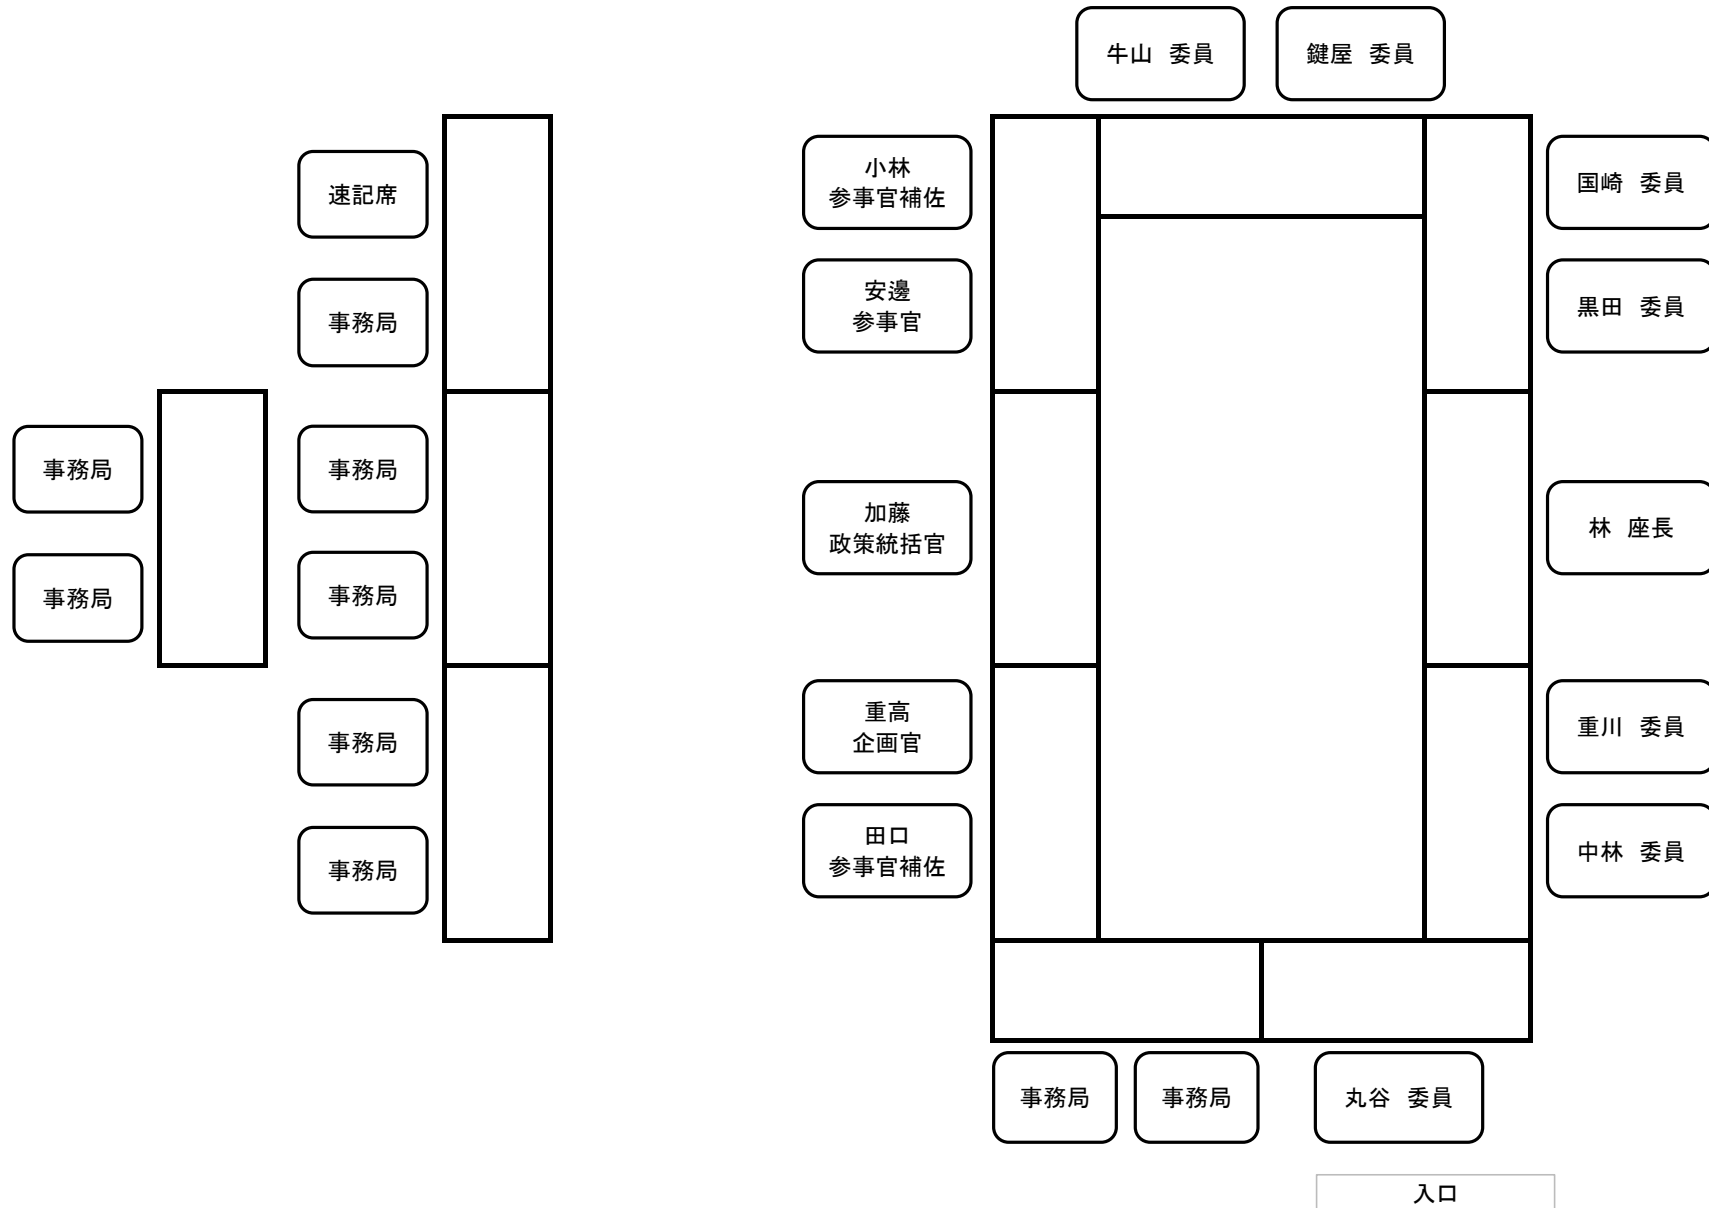 牛山 委員
鍵屋 委員
速記席
事務局
事務局
事務局
事務局
事務局
事務局
事務局
小林
参事官補佐
安邊
参事官
加藤
政策統括官
重高
企画官
田口
参事官補佐
国崎 委員
黒田 委員
林 座長
重川 委員
中林 委員
事務局
事務局
丸谷 委員
入口